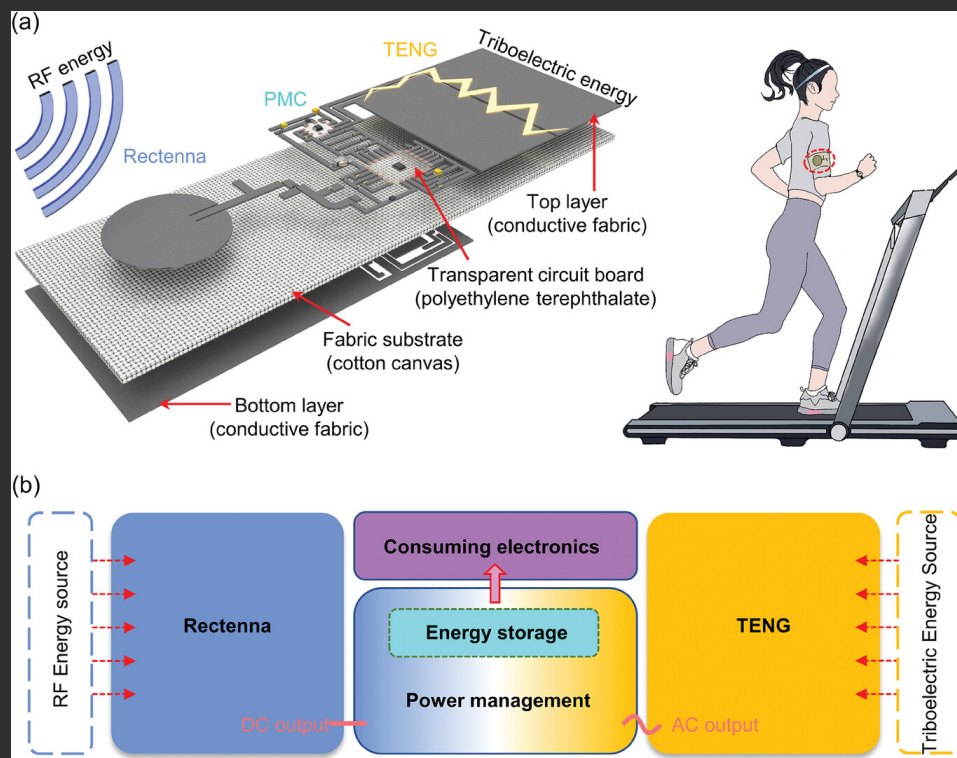 (a)
RF energy
Rectenna
PMC
TENG
Triboelectric energy
Top layer
(conductive fabric)
Transparent circuit board
(polyethylene terephthalate)
Fabric substrate
(cotton canvas)
Bottom layer
(conductive fabric)
(b)
RF Energy source
Rectenna
DC output
Consuming electronics
Energy storage
Power management
TENG
AC output
Triboelectric Energy Source